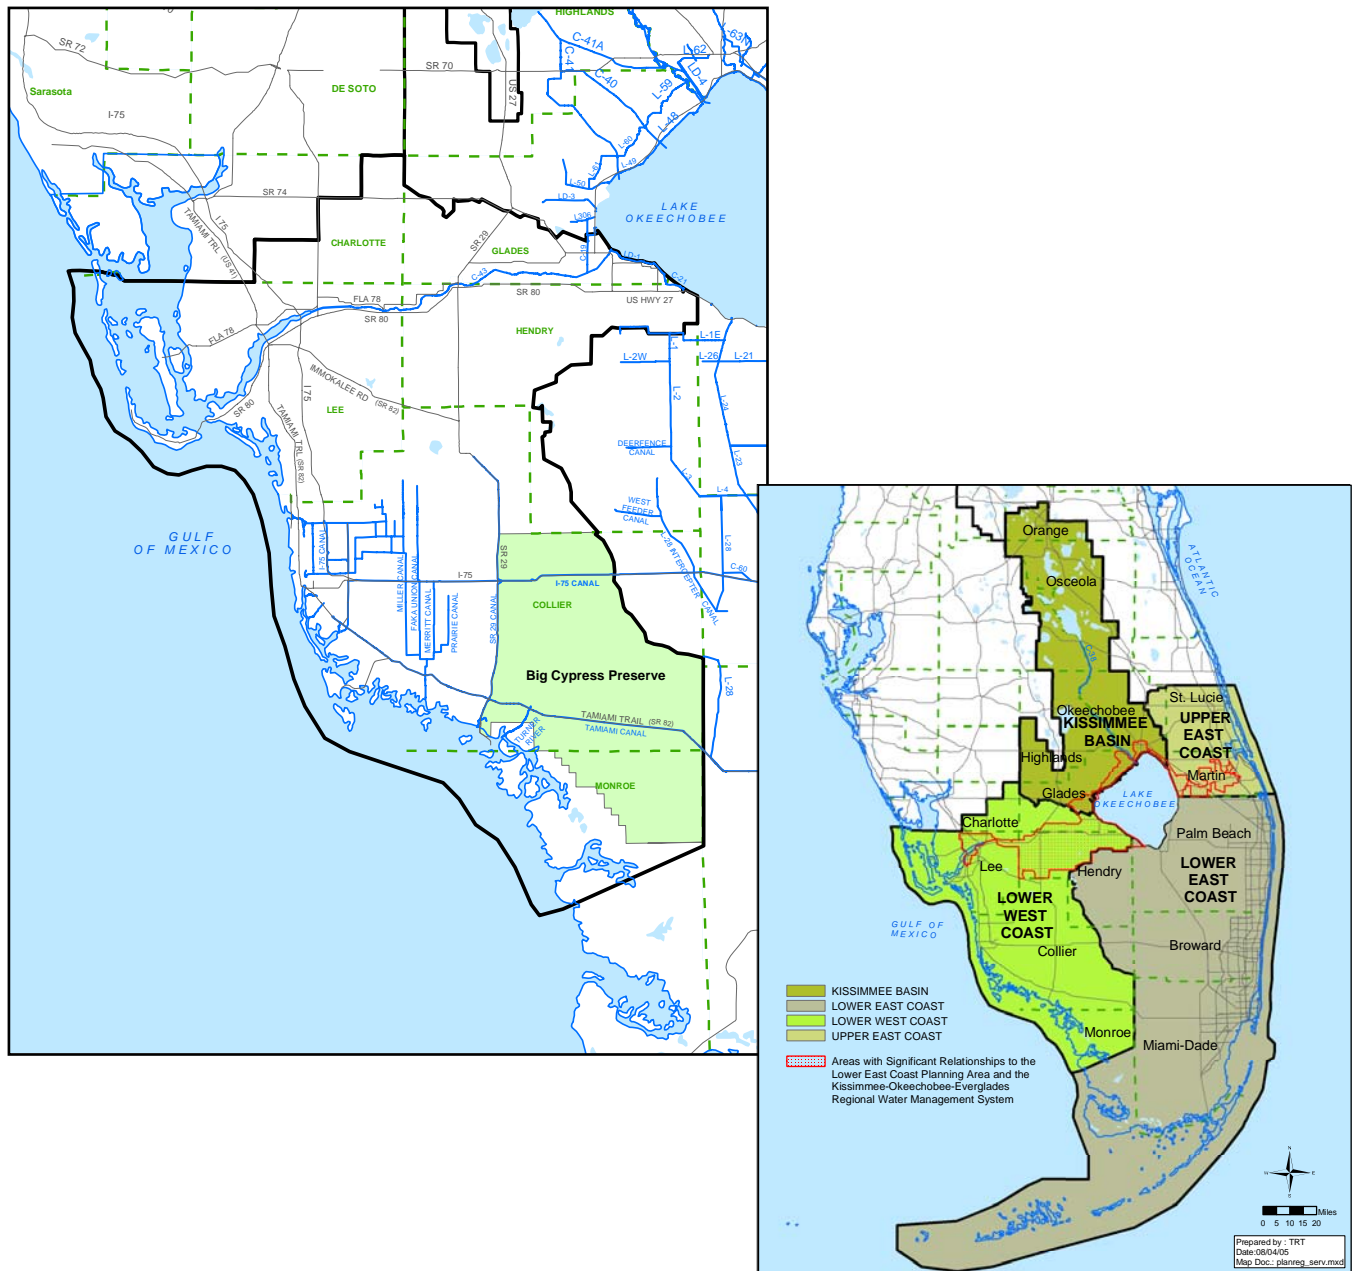 HIGHLANDS
C-41A
L-63N
L-62
SR 72
SR 70
C-41
C-40
LD-4
US 27
L-59
Sarasota
DE SOTO
I-75
L-48
L-60
L-61
L-49
L-50
SR 74
LD-3
LAKE
OKEECHOBEE
TAMIAMI TRL (US 41)
I 75
L306
CHARLOTTE
SR 29
GLADES
C-19
LD-1
C-43
C-21
SR 80
FLA 78
US HWY 27
SR 80
HENDRY
FLA 78
L-1
L-1E
L-2W
L-26
L-21
IMMOKALEE RD (SR 82)
I 75
L-2
L-24
SR 80
LEE
TAMIAMI TRL (SR 82)
DEERFENCE
CANAL
L-23
L-3
L-4
WEST
FEEDER
CANAL
GULF
OF MEXICO
I-75 CANAL
SR 29
L-28 INTERCEPTER CANAL
L-28
C-60
I-75
I-75 CANAL
MILLER CANAL
FAKA UNION CANAL
MERRITT CANAL
PRAIRIE CANAL
SR 29 CANAL
COLLIER
Big Cypress Preserve
L-28
TAMIAMI TRAIL (SR 82)
TAMIAMI CANAL
TURNER
RIVER
MONROE
Orange
ATLANTIC
OCEAN
Osceola
C-38
St. Lucie
Okeechobee
KISSIMMEE
BASIN
UPPER
EAST
COAST
Highlands
Martin
Glades
LAKE
OKEECHOBEE
Charlotte
Palm Beach
Lee
Hendry
LOWER
EAST
COAST
LOWER
WEST
COAST
GULF OF
MEXICO
Collier
Broward
KISSIMMEE BASIN
LOWER EAST COAST
LOWER WEST COAST
UPPER EAST COAST
Monroe
Miami-Dade
Areas with Significant Relationships to the
Lower East Coast Planning Area and the
Kissimmee-Okeechobee-Everglades
Regional Water Management System
N
W E
S
Miles
0 5 10 15 20
Prepared by : TRT
Date:08/04/05
Map Doc.: planreg_serv.mxd